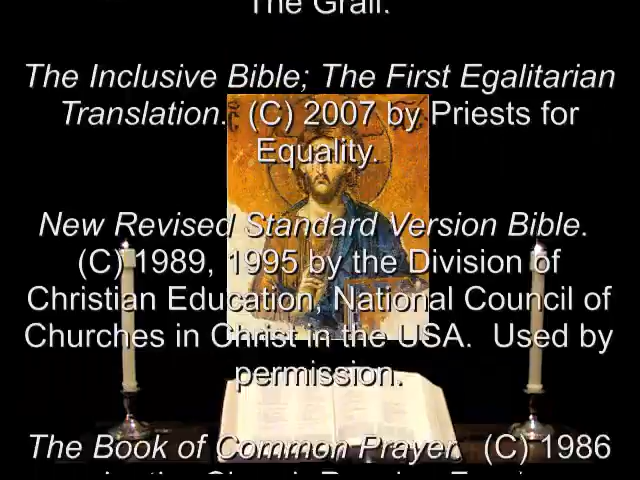 The Grail.
The Inclusive Bible; The First Egalitarian
Translation. (C) 2007 by Priests for
Equality.
New Revised Standard Version Bible.
(C) 1989, 1995 by the Division of
Christian Education, National Council of
Churches in Christ in the USA. Used by
permission.
The Book of Common Prayer. (C) 1986